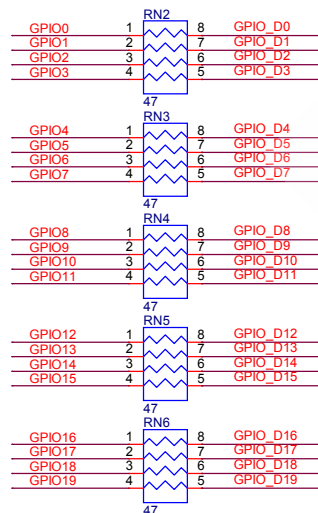 RN2
GPIO0 1 8 GPIO_D0
GPIO1 2 7 GPIO_D1
GPIO2 3 6 GPIO_D2
GPIO3 4 5 GPIO_D3
47
RN3
GPIO4 1 8 GPIO_D4
GPIO5 2 7 GPIO_D5
GPIO6 3 6 GPIO_D6
GPIO7 4 5 GPIO_D7
47
RN4
GPIO8 1 8 GPIO_D8
GPIO9 2 7 GPIO_D9
GPIO10 3 6 GPIO_D10
GPIO11 4 5 GPIO_D11
47
RN5
GPIO12 1 8 GPIO_D12
GPIO13 2 7 GPIO_D13
GPIO14 3 6 GPIO_D14
GPIO15 4 5 GPIO_D15
47
RN6
GPIO16 1 8 GPIO_D16
GPIO17 2 7 GPIO_D17
GPIO18 3 6 GPIO_D18
GPIO19 4 5 GPIO_D19
47